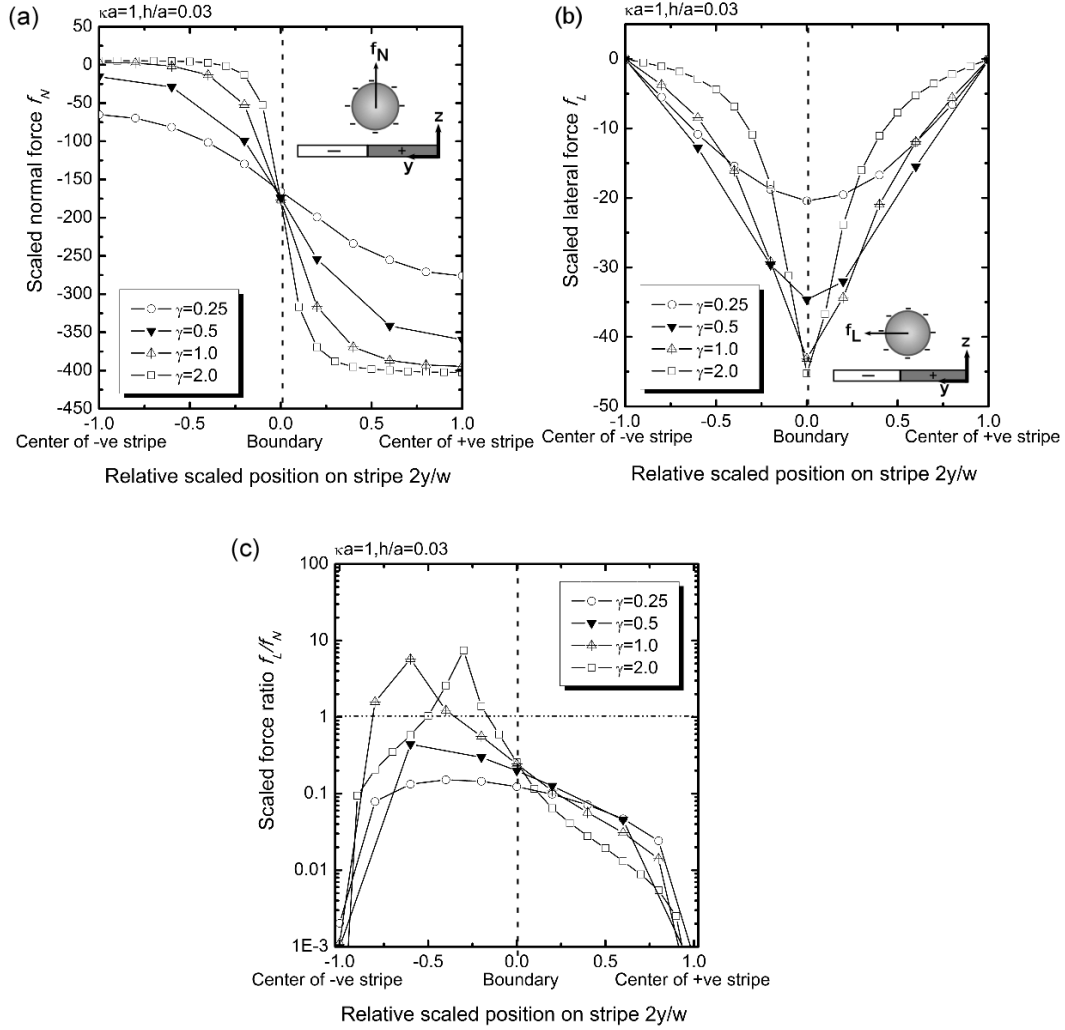 (a)
κa=1,h/a=0.03
Scaled normal force f_N
50
0
-50
-100
-150
-200
-250
-300
-350
-400
-450
f_N
z
y
− +
γ=0.25
γ=0.5
γ=1.0
γ=2.0
-1.0 -0.5 0.0 0.5 1.0
Center of -ve stripe Boundary Center of +ve stripe
Relative scaled position on stripe 2y/w
(b)
κa=1,h/a=0.03
Scaled lateral force f_L
0
-10
-20
-30
-40
-50
γ=0.25
γ=0.5
γ=1.0
γ=2.0
f_L
z
y
− +
-1.0 -0.5 0.0 0.5 1.0
Center of -ve stripe Boundary Center of +ve stripe
Relative scaled position on stripe 2y/w
(c)
κa=1,h/a=0.03
Scaled force ratio f_L/f_N
100
10
1
0.1
0.01
1E-3
γ=0.25
γ=0.5
γ=1.0
γ=2.0
-1.0 -0.5 0.0 0.5 1.0
Center of -ve stripe Boundary Center of +ve stripe
Relative scaled position on stripe 2y/w